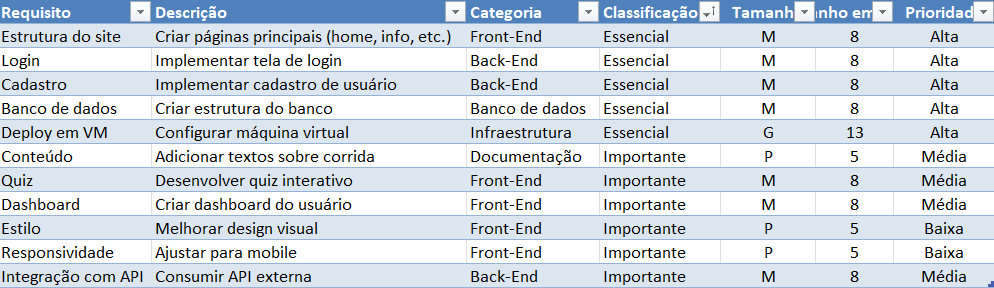 Requisito Descrição Categoria Classificação Tamanh nho em Prioridad
Estrutura do site Criar páginas principais (home, info, etc.) Front-End Essencial M 8 Alta
Login Implementar tela de login Back-End Essencial M 8 Alta
Cadastro Implementar cadastro de usuário Back-End Essencial M 8 Alta
Banco de dados Criar estrutura do banco Banco de dados Essencial M 8 Alta
Deploy em VM Configurar máquina virtual Infraestrutura Essencial G 13 Alta
Conteúdo Adicionar textos sobre corrida Documentação Importante P 5 Média
Quiz Desenvolver quiz interativo Front-End Importante M 8 Média
Dashboard Criar dashboard do usuário Front-End Importante M 8 Média
Estilo Melhorar design visual Front-End Importante P 5 Baixa
Responsividade Ajustar para mobile Front-End Importante P 5 Baixa
Integração com API Consumir API externa Back-End Importante M 8 Média